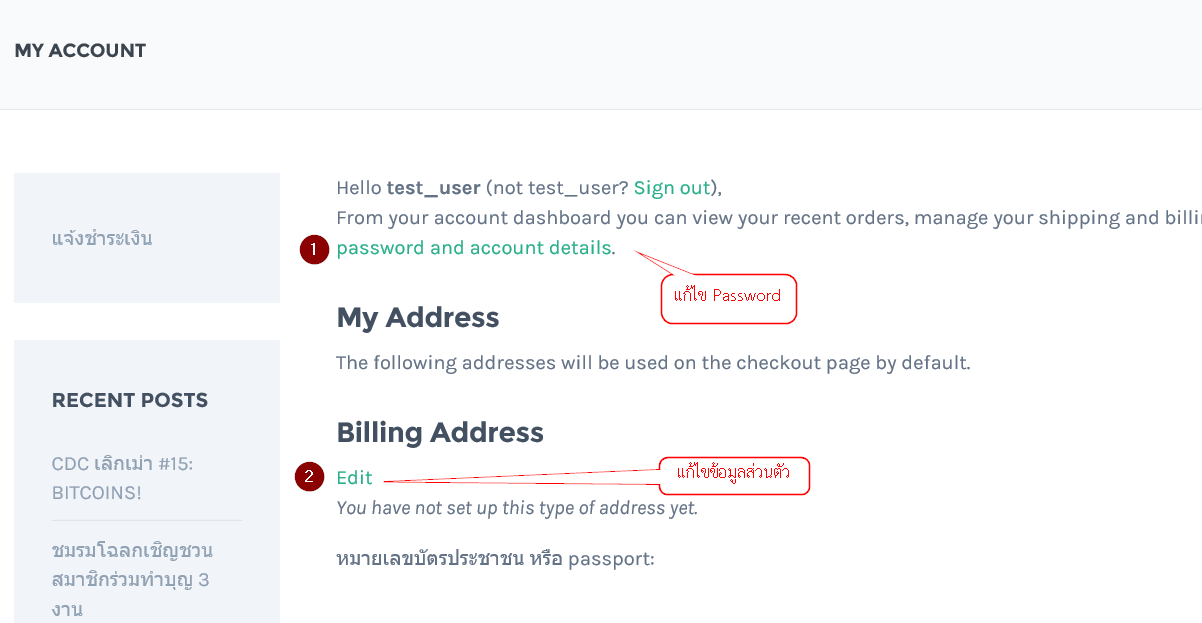 MY ACCOUNT
แจ้งชำระเงิน
RECENT POSTS
CDC เลิกเม่า #15:
BITCOINS!
ชมรมโฉลกเชิญชวน
สมาชิกร่วมทำบุญ 3
งาน
Hello test_user (not test_user? Sign out),
From your account dashboard you can view your recent orders, manage your shipping and billi
1 password and account details.
แก้ไข Password
My Address
The following addresses will be used on the checkout page by default.
Billing Address
2 Edit
แก้ไขข้อมูลส่วนตัว
You have not set up this type of address yet.
หมายเลขบัตรประชาชน หรือ passport: